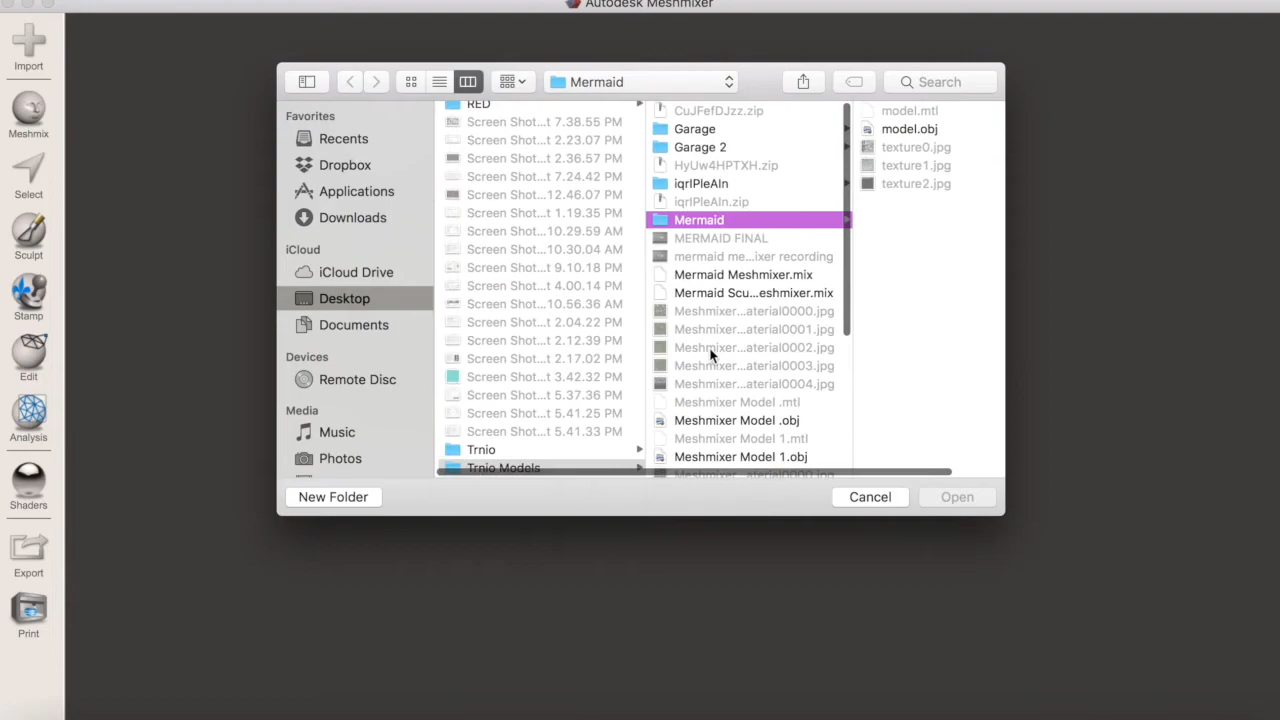 Autodesk Meshmixer
Import
Meshmix
Select
Sculpt
Stamp
Edit
Analysis
Shaders
Export
Print
Mermaid
Search
Favorites
Recents
Dropbox
Applications
Downloads
iCloud
iCloud Drive
Desktop
Documents
Devices
Remote Disc
Media
Music
Photos
RED
Screen Shot...t 7.38.55 PM
Screen Shot...t 2.23.07 PM
Screen Shot...t 2.36.57 PM
Screen Shot...t 7.24.42 PM
Screen Shot...12.46.07 PM
Screen Shot...t 1.19.35 PM
Screen Shot...10.29.59 AM
Screen Shot...10.30.04 AM
Screen Shot...t 9.10.18 PM
Screen Shot...t 4.00.14 PM
Screen Shot...10.56.36 AM
Screen Shot...t 2.04.22 PM
Screen Shot...t 2.12.39 PM
Screen Shot...t 2.17.02 PM
Screen Shot...t 3.42.32 PM
Screen Shot...t 5.37.36 PM
Screen Shot...t 5.41.25 PM
Screen Shot...t 5.41.33 PM
Trnio
Trnio Models
CuJFefDJzz.zip
Garage
Garage 2
HyUw4HPTXH.zip
iqrIPleAln
iqrIPleAln.zip
Mermaid
MERMAID FINAL
mermaid me...ixer recording
Mermaid Meshmixer.mix
Mermaid Scu...eshmixer.mix
Meshmixer...aterial0000.jpg
Meshmixer...aterial0001.jpg
Meshmixer...aterial0002.jpg
Meshmixer...aterial0003.jpg
Meshmixer...aterial0004.jpg
Meshmixer Model .mtl
Meshmixer Model .obj
Meshmixer Model 1.mtl
Meshmixer Model 1.obj
Meshmixer...aterial0000.jpg
model.mtl
model.obj
texture0.jpg
texture1.jpg
texture2.jpg
New Folder
Cancel
Open